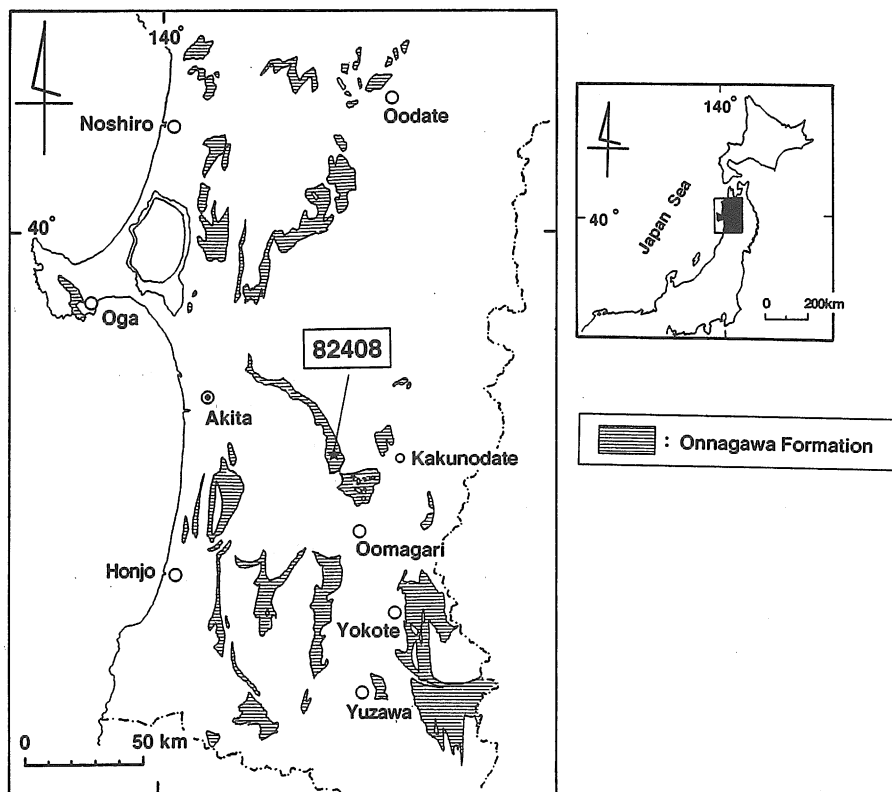 140°
Noshiro
Oodate
40°
Oga
82408
Akita
Kakunodate
Oomagari
Honjo
Yokote
Yuzawa
0 50 km
140°
40°
Japan Sea
0 200km
: Onnagawa Formation